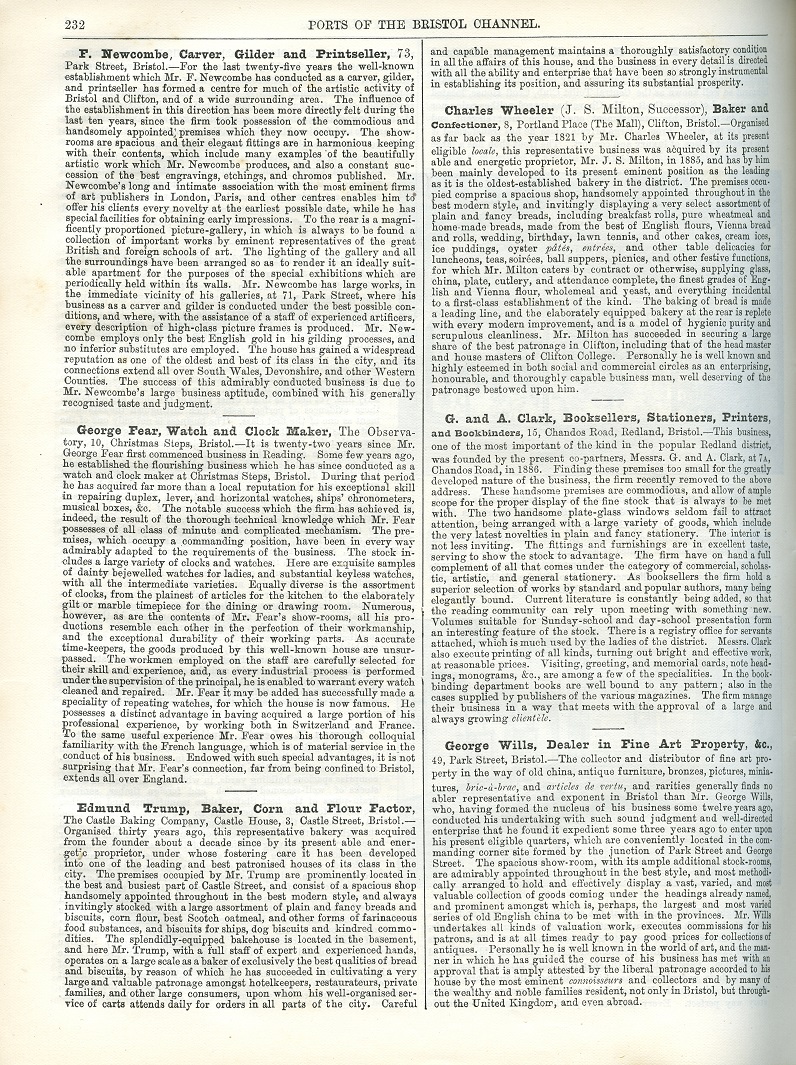 232
PORTS OF THE BRISTOL CHANNEL.
F. Newcombe, Carver, Gilder and Printseller, 73,
Park Street, Bristol.—For the last twenty-five years the well-known
establishment which Mr. F. Newcombe has conducted as a carver, gilder,
and printseller has formed a centre for much of the artistic activity of
Bristol and Clifton, and of a wide surrounding area. The influence of
the establishment in this direction has been more directly felt during the
last ten years, since the firm took possession of the commodious and
handsomely appointed premises which they now occupy. The show-
rooms are spacious and their elegant fittings are in harmonious keeping
with their contents, which include many examples of the beautifully
artistic work which Mr. Newcombe produces, and also a constant suc-
cession of the best engravings, etchings, and chromos published. Mr.
Newcombe's long and intimate association with the most eminent firms
of art publishers in London, Paris, and other centres enables him to
offer his clients every novelty at the earliest possible date, while he has
special facilities for obtaining early impressions. To the rear is a magni-
ficently proportioned picture-gallery, in which is always to be found a
collection of important works by eminent representatives of the great
British and foreign schools of art. The lighting of the gallery and all
the surroundings have been arranged so as to render it an ideally suit-
able apartment for the purposes of the special exhibitions which are
periodically held within its walls. Mr. Newcombe has large works, in
the immediate vicinity of his galleries, at 71, Park Street, where his
business as a carver and gilder is conducted under the best possible con-
ditions, and where, with the assistance of a staff of experienced artificers,
every description of high-class picture frames is produced. Mr. New-
combe employs only the best English gold in his gilding processes, and
no inferior substitutes are employed. The house has gained a widespread
reputation as one of the oldest and best of its class in the city, and its
connections extend all over South Wales, Devonshire, and other Western
Counties. The success of this admirably conducted business is due to
Mr. Newcombe's large business aptitude, combined with his generally
recognised taste and judgment.
George Fear, Watch and Clock Maker, The Observa-
tory, 10, Christmas Steps, Bristol.—It is twenty-two years since Mr.
George Fear first commenced business in Reading. Some few years ago,
he established the flourishing business which he has since conducted as a
watch and clock maker at Christmas Steps, Bristol. During that period
he has acquired far more than a local reputation for his exceptional skill
in repairing duplex, lever, and horizontal watches, ships' chronometers,
musical boxes, &c. The notable success which the firm has achieved is,
indeed, the result of the thorough technical knowledge which Mr. Fear
possesses of all class of minute and complicated mechanism. The pre-
mises, which occupy a commanding position, have been in every way
admirably adapted to the requirements of the business. The stock in-
cludes a large variety of clocks and watches. Here are exquisite samples
of dainty bejewelled watches for ladies, and substantial keyless watches,
with all the intermediate varieties. Equally diverse is the assortment
of clocks, from the plainest of articles for the kitchen to the elaborately
gilt or marble timepiece for the dining or drawing room. Numerous,
however, as are the contents of Mr. Fear's show-rooms, all his pro-
ductions resemble each other in the perfection of their workmanship,
and the exceptional durability of their working parts. As accurate
time-keepers, the goods produced by this well-known house are unsur-
passed. The workmen employed on the staff are carefully selected for
their skill and experience, and, as every industrial process is performed
under the supervision of the principal, he is enabled to warrant every watch
cleaned and repaired. Mr. Fear it may be added has successfully made a
speciality of repeating watches, for which the house is now famous. He
possesses a distinct advantage in having acquired a large portion of his
professional experience, by working both in Switzerland and France.
To the same useful experience Mr. Fear owes his thorough colloquial
familiarity with the French language, which is of material service in the
conduct of his business. Endowed with such special advantages, it is not
surprising that Mr. Fear's connection, far from being confined to Bristol,
extends all over England.
Edmund Trump, Baker, Corn and Flour Factor,
The Castle Baking Company, Castle House, 3, Castle Street, Bristol.—
Organised thirty years ago, this representative bakery was acquired
from the founder about a decade since by its present able and ener-
getic proprietor, under whose fostering care it has been developed
into one of the leading and best patronised houses of its class in the
city. The premises occupied by Mr. Trump are prominently located in
the best and busiest part of Castle Street, and consist of a spacious shop
handsomely appointed throughout in the best modern style, and always
invitingly stocked with a large assortment of plain and fancy breads and
biscuits, corn flour, best Scotch oatmeal, and other forms of farinaceous
food substances, and biscuits for ships, dog biscuits and kindred commo-
dities. The splendidly-equipped bakehouse is located in the basement,
and here Mr. Trump, with a full staff of expert and experienced hands,
operates on a large scale as a baker of exclusively the best qualities of bread
and biscuits, by reason of which he has succeeded in cultivating a very
large and valuable patronage amongst hotelkeepers, restaurateurs, private
families, and other large consumers, upon whom his well-organised ser-
vice of carts attends daily for orders in all parts of the city. Careful
and capable management maintains a thoroughly satisfactory condition
in all the affairs of this house, and the business in every detail is directed
with all the ability and enterprise that have been so strongly instrumental
in establishing its position, and assuring its substantial prosperity.
Charles Wheeler (J. S. Milton, Successor), Baker and
Confectioner, 8, Portland Place (The Mall), Clifton, Bristol.—Organised
as far back as the year 1821 by Mr. Charles Wheeler, at its present
eligible locale, this representative business was acquired by its present
able and energetic proprietor, Mr. J. S. Milton, in 1885, and has by him
been mainly developed to its present eminent position as the leading
as it is the oldest-established bakery in the district. The premises occu-
pied comprise a spacious shop, handsomely appointed throughout in the
best modern style, and invitingly displaying a very select assortment of
plain and fancy breads, including breakfast rolls, pure wheatmeal and
home-made breads, made from the best of English flours, Vienna bread
and rolls, wedding, birthday, lawn tennis, and other cakes, cream ices,
ice puddings, oyster pâtés, entrées, and other table delicacies for
luncheons, teas, soirées, ball suppers, picnics, and other festive functions,
for which Mr. Milton caters by contract or otherwise, supplying glass,
china, plate, cutlery, and attendance complete, the finest grades of Eng-
lish and Vienna flour, wholemeal and yeast, and everything incidental
to a first-class establishment of the kind. The baking of bread is made
a leading line, and the elaborately equipped bakery at the rear is replete
with every modern improvement, and is a model of hygienic purity and
scrupulous cleanliness. Mr. Milton has succeeded in securing a large
share of the best patronage in Clifton, including that of the head master
and house masters of Clifton College. Personally he is well known and
highly esteemed in both social and commercial circles as an enterprising,
honourable, and thoroughly capable business man, well deserving of the
patronage bestowed upon him.
G. and A. Clark, Booksellers, Stationers, Printers,
and Bookbinders, 15, Chandos Road, Redland, Bristol.—This business,
one of the most important of the kind in the popular Redland district,
was founded by the present co-partners, Messrs. G. and A. Clark, at 7A,
Chandos Road, in 1886. Finding these premises too small for the greatly
developed nature of the business, the firm recently removed to the above
address. These handsome premises are commodious, and allow of ample
scope for the proper display of the fine stock that is always to be met
with. The two handsome plate-glass windows seldom fail to attract
attention, being arranged with a large variety of goods, which include
the very latest novelties in plain and fancy stationery. The interior is
not less inviting. The fittings and furnishings are in excellent taste,
serving to show the stock to advantage. The firm have on hand a full
complement of all that comes under the category of commercial, scholas-
tic, artistic, and general stationery. As booksellers the firm hold a
superior selection of works by standard and popular authors, many being
elegantly bound. Current literature is constantly being added, so that
the reading community can rely upon meeting with something new.
Volumes suitable for Sunday-school and day-school presentation form
an interesting feature of the stock. There is a registry office for servants
attached, which is much used by the ladies of the district. Messrs. Clark
also execute printing of all kinds, turning out bright and effective work,
at reasonable prices. Visiting, greeting, and memorial cards, note head-
ings, monograms, &c., are among a few of the specialities. In the book-
binding department books are well bound to any pattern; also in the
cases supplied by publishers of the various magazines. The firm manage
their business in a way that meets with the approval of a large and
always growing clientèle.
George Wills, Dealer in Fine Art Property, &c.,
49, Park Street, Bristol.—The collector and distributor of fine art pro-
perty in the way of old china, antique furniture, bronzes, pictures, minia-
tures, bric-à-brac, and articles de vertu, and rarities generally finds no
abler representative and exponent in Bristol than Mr. George Wills,
who, having formed the nucleus of his business some twelve years ago,
conducted his undertaking with such sound judgment and well-directed
enterprise that he found it expedient some three years ago to enter upon
his present eligible quarters, which are conveniently located in the com-
manding corner site formed by the junction of Park Street and George
Street. The spacious show-room, with its ample additional stock-rooms,
are admirably appointed throughout in the best style, and most methodi-
cally arranged to hold and effectively display a vast, varied, and most
valuable collection of goods coming under the headings already named,
and prominent amongst which is, perhaps, the largest and most varied
series of old English china to be met with in the provinces. Mr. Wills
undertakes all kinds of valuation work, executes commissions for his
patrons, and is at all times ready to pay good prices for collections of
antiques. Personally he is well known in the world of art, and the man-
ner in which he has guided the course of his business has met with an
approval that is amply attested by the liberal patronage accorded to his
house by the most eminent connoisseurs and collectors and by many of
the wealthy and noble families resident, not only in Bristol, but through-
out the United Kingdom, and even abroad.